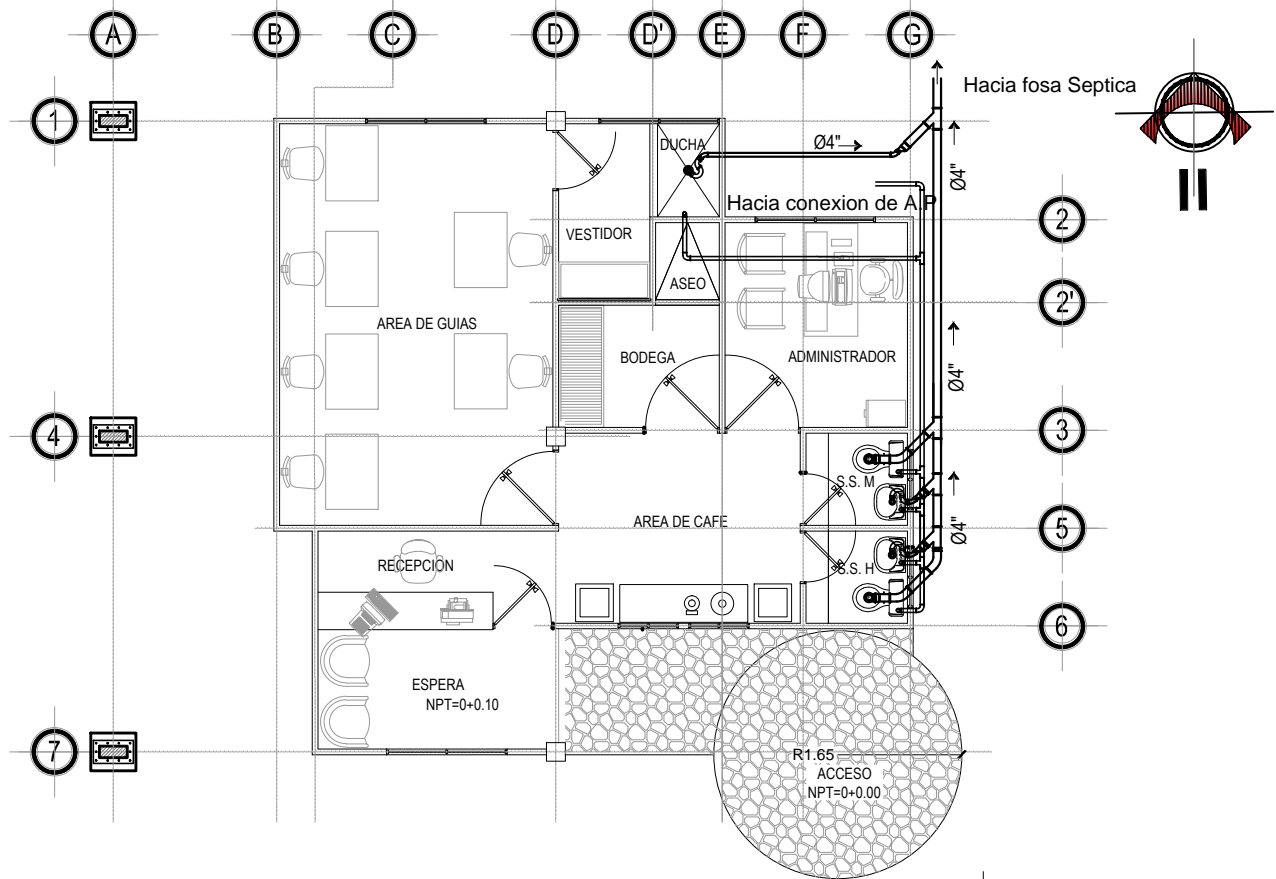 A
B
C
D
D'
E
F
G
Hacia fosa Septica
1
DUCHA
Ø4"
Ø4"
Hacia conexion de A.P
2
VESTIDOR
ASEO
2'
AREA DE GUIAS
BODEGA
ADMINISTRADOR
Ø4"
4
3
S.S. M
AREA DE CAFE
Ø4"
5
RECEPCION
S.S. H
6
ESPERA
NPT=0+0.10
7
R1.65
ACCESO
NPT=0+0.00